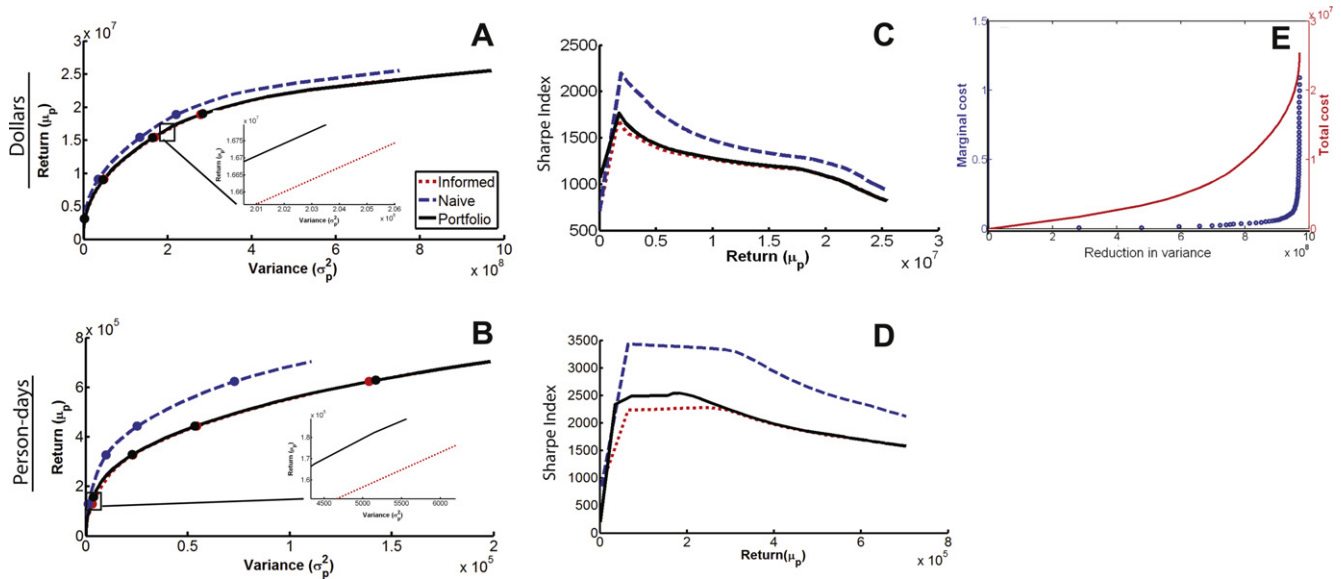 Dollars
A
x 10^7
3
2.5
2
1.5
1
0.5
0
Return (μp)
0 2 4 6 8 10
Variance (σp²) x 10^8
x 10^7
1.675
1.67
1.665
1.66
Return (μp)
2.01 2.02 2.03 2.04 2.05 2.06
Variance (σp²)
Informed
Naive
Portfolio
C
2500
2000
1500
1000
500
Sharpe Index
0 0.5 1 1.5 2 2.5 3
Return (μp) x 10^7
E
1.5
1
0.5
0
Marginal cost
x 10^7
3
2
1
0
Total cost
0 2 4 6 8 10
Reduction in variance x 10^8
Person-days
B
x 10^5
8
6
4
2
0
Return (μp)
0 0.5 1 1.5 2
Variance (σp²) x 10^5
1.9
1.8
1.7
1.6
Return (μp)
4500 5000 5500 6000
Variance (σp²)
D
3500
3000
2500
2000
1500
1000
500
0
Sharpe Index
0 2 4 6 8
Return(μp) x 10^5